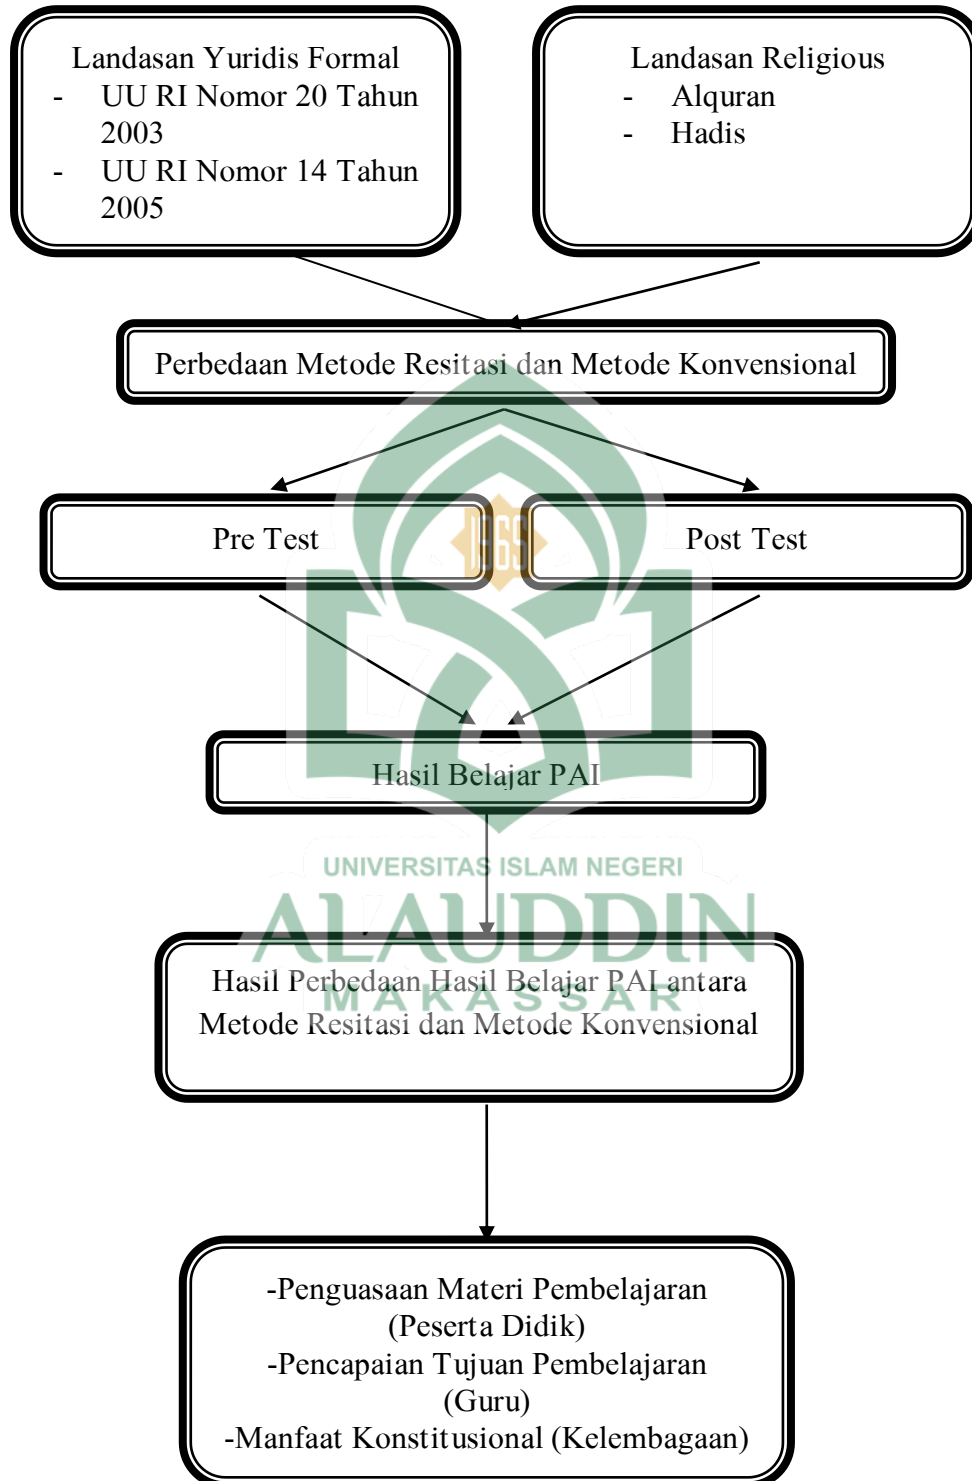 Landasan Yuridis Formal
- UU RI Nomor 20 Tahun
2003
- UU RI Nomor 14 Tahun
2005
Landasan Religious
- Alquran
- Hadis
Perbedaan Metode Resitasi dan Metode Konvensional
Pre Test
Post Test
1965
Hasil Belajar PAI
UNIVERSITAS ISLAM NEGERI
ALAUDDIN
MAKASSAR
Hasil Perbedaan Hasil Belajar PAI antara
Metode Resitasi dan Metode Konvensional
-Penguasaan Materi Pembelajaran
(Peserta Didik)
-Pencapaian Tujuan Pembelajaran
(Guru)
-Manfaat Konstitusional (Kelembagaan)